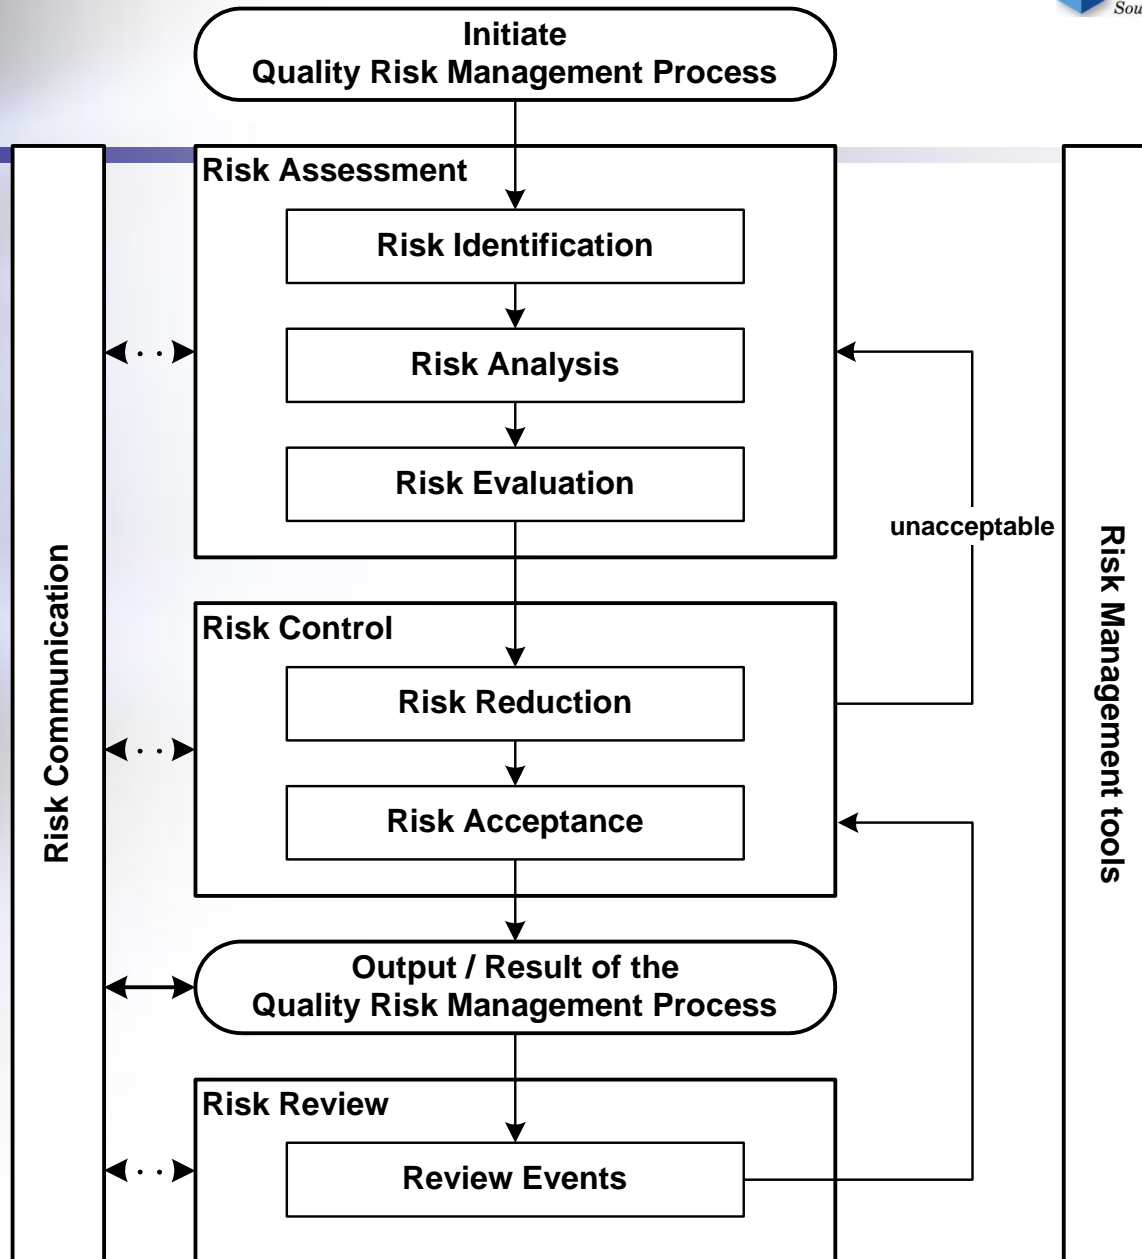 Initiate
Quality Risk Management Process
Risk Assessment
Risk Identification
Risk Analysis
Risk Evaluation
unacceptable
Risk Control
Risk Reduction
Risk Acceptance
Output / Result of the
Quality Risk Management Process
Risk Review
Review Events
Risk Communication
Risk Management tools